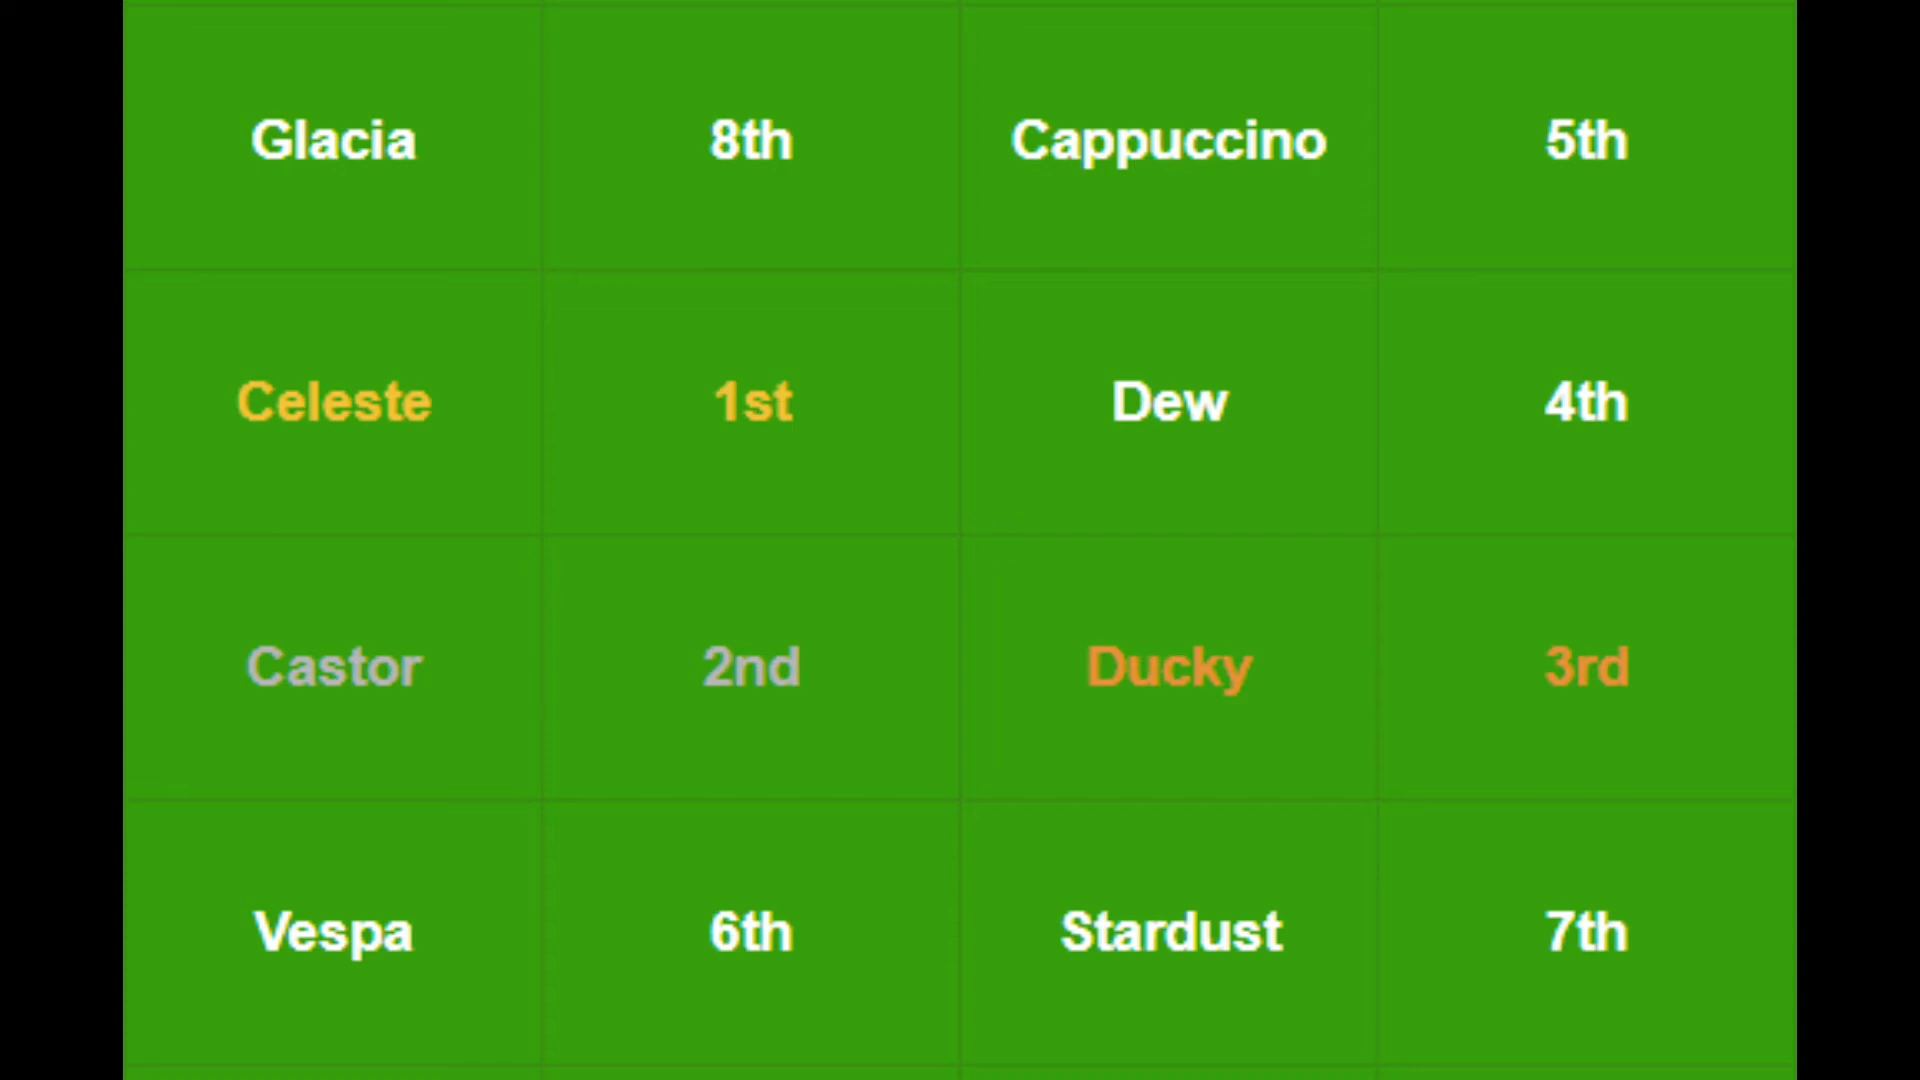 Glacia 8th Cappuccino 5th
Celeste 1st Dew 4th
Castor 2nd Ducky 3rd
Vespa 6th Stardust 7th